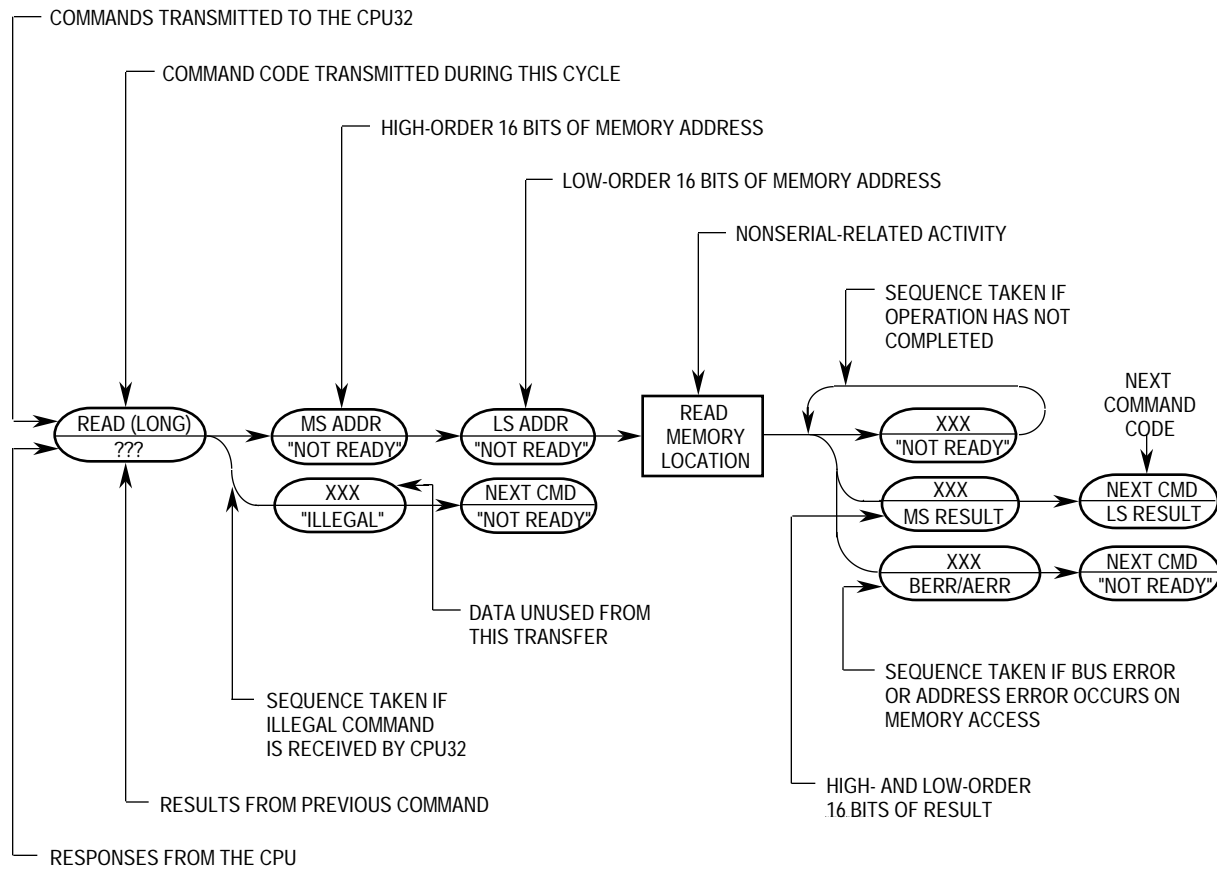 COMMANDS TRANSMITTED TO THE CPU32
COMMAND CODE TRANSMITTED DURING THIS CYCLE
HIGH-ORDER 16 BITS OF MEMORY ADDRESS
LOW-ORDER 16 BITS OF MEMORY ADDRESS
NONSERIAL-RELATED ACTIVITY
SEQUENCE TAKEN IF
OPERATION HAS NOT
COMPLETED
NEXT
COMMAND
CODE
READ (LONG)
???
MS ADDR
"NOT READY"
LS ADDR
"NOT READY"
READ
MEMORY
LOCATION
XXX
"NOT READY"
XXX
"ILLEGAL"
NEXT CMD
"NOT READY"
XXX
MS RESULT
NEXT CMD
LS RESULT
XXX
BERR/AERR
NEXT CMD
"NOT READY"
DATA UNUSED FROM
THIS TRANSFER
SEQUENCE TAKEN IF BUS ERROR
OR ADDRESS ERROR OCCURS ON
MEMORY ACCESS
SEQUENCE TAKEN IF
ILLEGAL COMMAND
IS RECEIVED BY CPU32
HIGH- AND LOW-ORDER
16 BITS OF RESULT
RESULTS FROM PREVIOUS COMMAND
RESPONSES FROM THE CPU